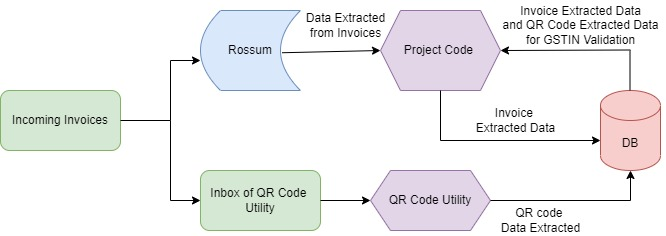 Invoice Extracted Data
and QR Code Extracted Data
for GSTIN Validation
Data Extracted
from Invoices
Rossum
Project Code
Incoming Invoices
Invoice
Extracted Data
DB
Inbox of QR Code
Utility
QR Code Utility
QR code
Data Extracted